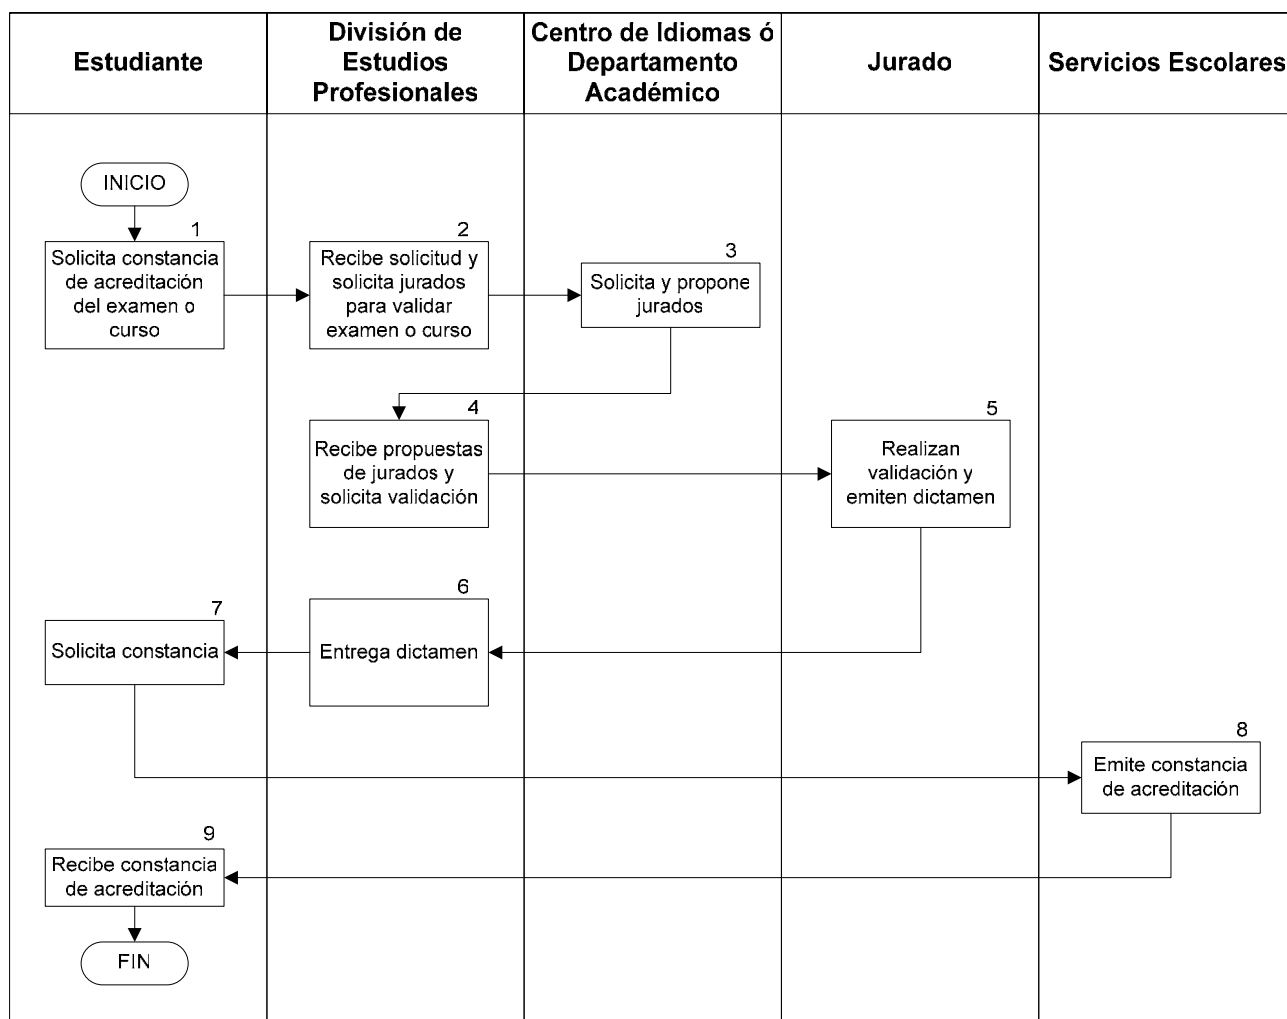 Estudiante
División de
Estudios
Profesionales
Centro de Idiomas ó
Departamento
Académico
Jurado
Servicios Escolares
INICIO
1
Solicita constancia
de acreditación
del examen o
curso
2
Recibe solicitud y
solicita jurados
para validar
examen o curso
3
Solicita y propone
jurados
4
Recibe propuestas
de jurados y
solicita validación
5
Realizan
validación y
emiten dictamen
6
Entrega dictamen
7
Solicita constancia
8
Emite constancia
de acreditación
9
Recibe constancia
de acreditación
FIN